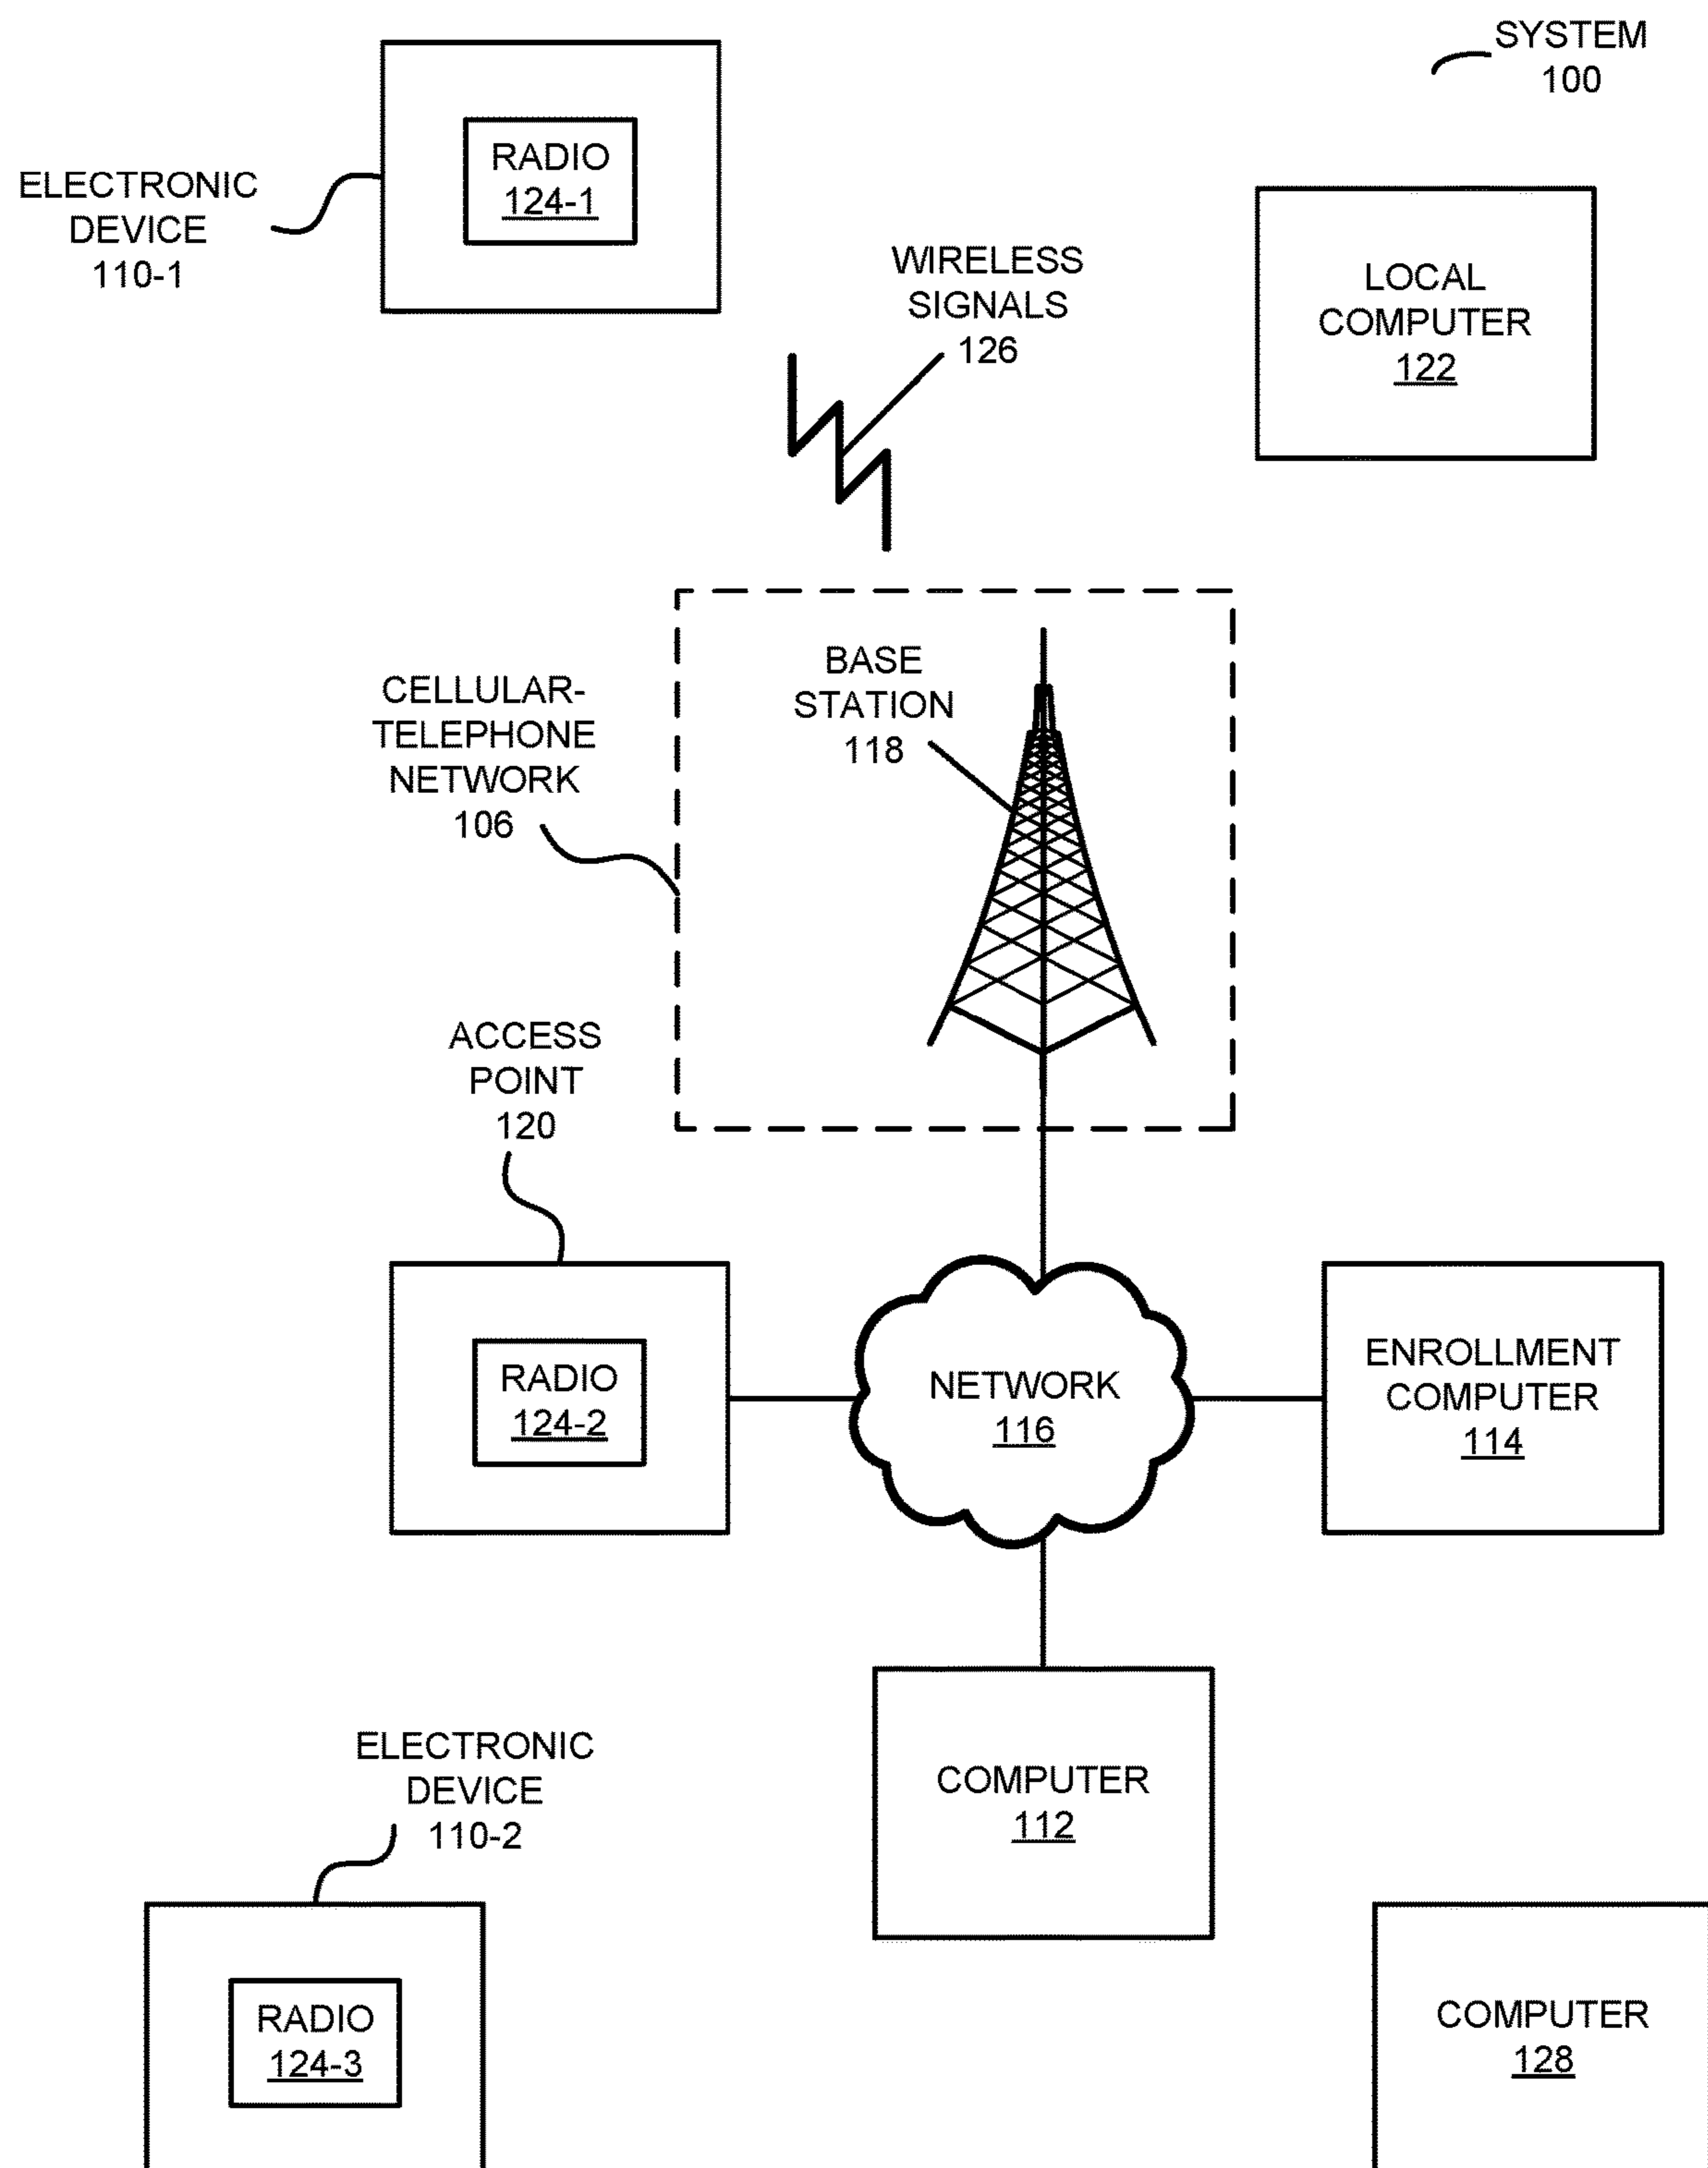 SYSTEM
100
RADIO
124-1
ELECTRONIC
DEVICE
110-1
WIRELESS
SIGNALS
126
LOCAL
COMPUTER
122
CELLULAR-
TELEPHONE
NETWORK
106
BASE
STATION
118
ACCESS
POINT
120
RADIO
124-2
NETWORK
116
ENROLLMENT
COMPUTER
114
ELECTRONIC
DEVICE
110-2
COMPUTER
112
RADIO
124-3
COMPUTER
128